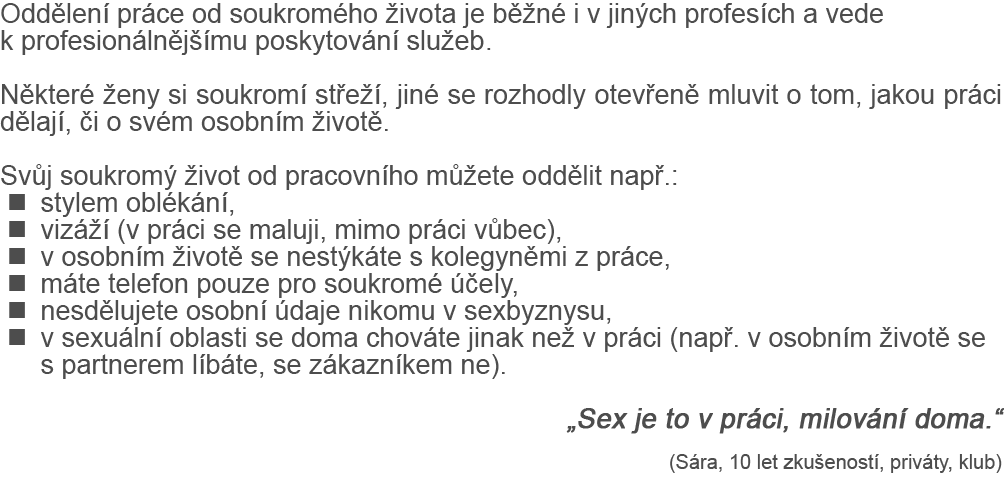 Oddělení práce od soukromého života je běžné i v jiných profesích a vede
k profesionálnějšímu poskytování služeb.
Některé ženy si soukromí střeží, jiné se rozhodly otevřeně mluvit o tom, jakou práci
dělají, či o svém osobním životě.
Svůj soukromý život od pracovního můžete oddělit např.:
■ stylem oblékání,
■ vizáží (v práci se maluji, mimo práci vůbec),
■ v osobním životě se nestýkáte s kolegyněmi z práce,
■ máte telefon pouze pro soukromé účely,
■ nesdělujete osobní údaje nikomu v sexbyznysu,
■ v sexuální oblasti se doma chováte jinak než v práci (např. v osobním životě se
s partnerem líbáte, se zákazníkem ne).
„Sex je to v práci, milování doma.“
(Sára, 10 let zkušeností, priváty, klub)